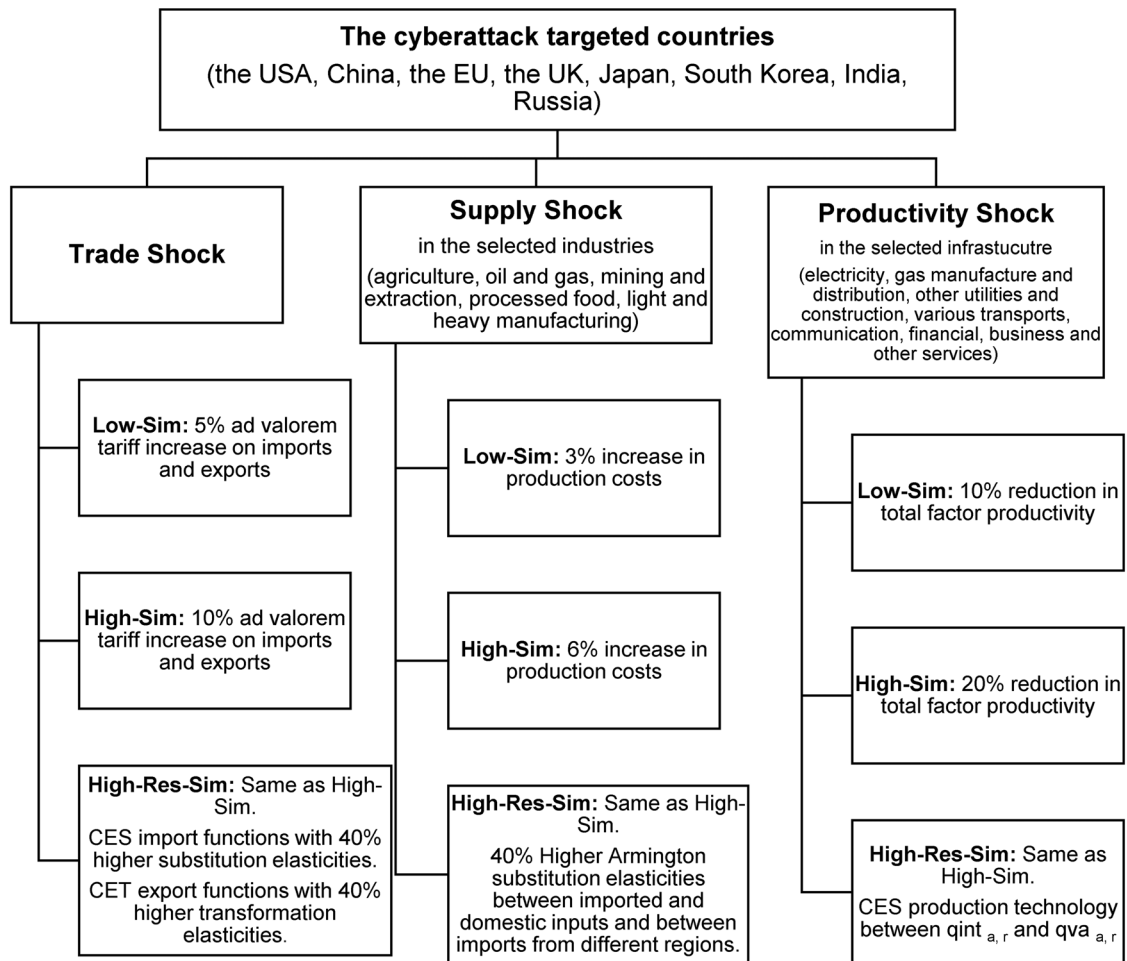 The cyberattack targeted countries
(the USA, China, the EU, the UK, Japan, South Korea, India,
Russia)
Trade Shock
Low-Sim: 5% ad valorem
tariff increase on imports
and exports
High-Sim: 10% ad valorem
tariff increase on imports
and exports
High-Res-Sim: Same as High-
Sim.
CES import functions with 40%
higher substitution elasticities.
CET export functions with 40%
higher transformation
elasticities.
Supply Shock
in the selected industries
(agriculture, oil and gas, mining and
extraction, processed food, light and
heavy manufacturing)
Low-Sim: 3% increase in
production costs
High-Sim: 6% increase in
production costs
High-Res-Sim: Same as High-
Sim.
40% Higher Armington
substitution elasticities
between imported and
domestic inputs and between
imports from different regions.
Productivity Shock
in the selected infrastucutre
(electricity, gas manufacture and
distribution, other utilities and
construction, various transports,
communication, financial, business and
other services)
Low-Sim: 10% reduction in
total factor productivity
High-Sim: 20% reduction in
total factor productivity
High-Res-Sim: Same as
High-Sim.
CES production technology
between qint a, r and qva a, r